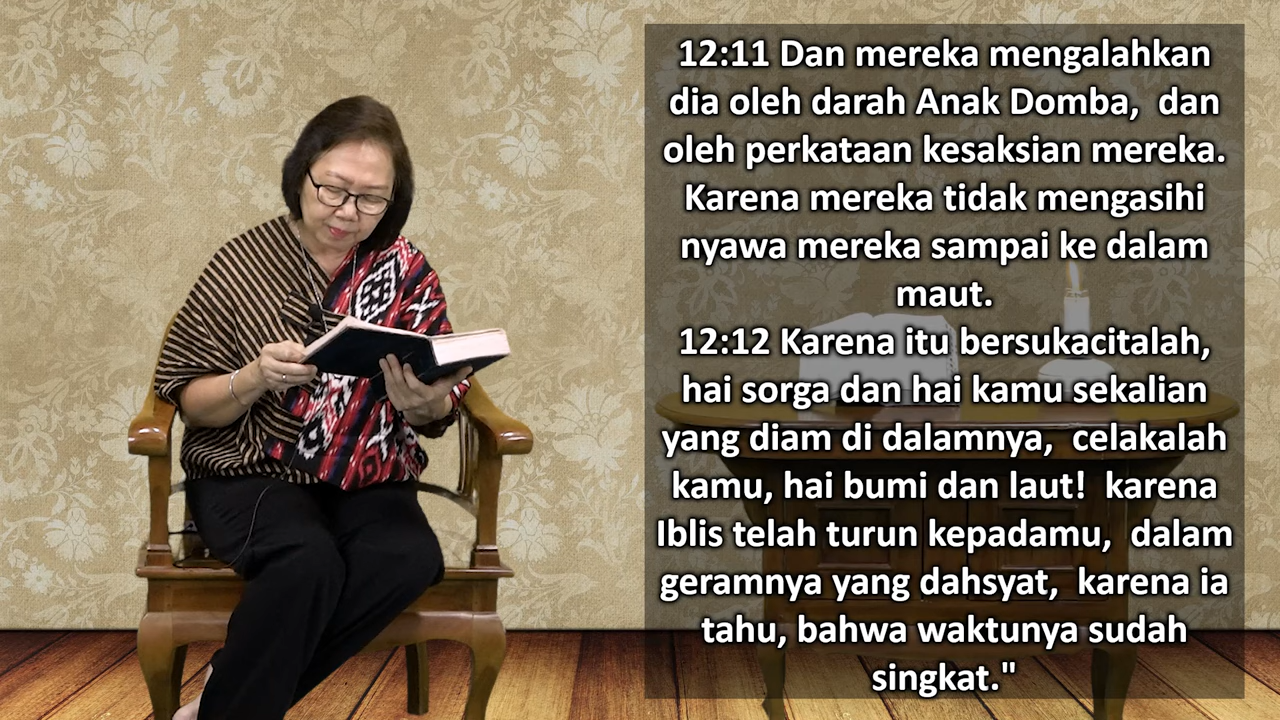 12:11 Dan mereka mengalahkan
dia oleh darah Anak Domba,  dan
oleh perkataan kesaksian mereka.
Karena mereka tidak mengasihi
nyawa mereka sampai ke dalam
maut.
12:12 Karena itu bersukacitalah,
hai sorga dan hai kamu sekalian
yang diam di dalamnya,  celakalah
kamu, hai bumi dan laut!  karena
Iblis telah turun kepadamu,  dalam
geramnya yang dahsyat,  karena ia
tahu, bahwa waktunya sudah
singkat."